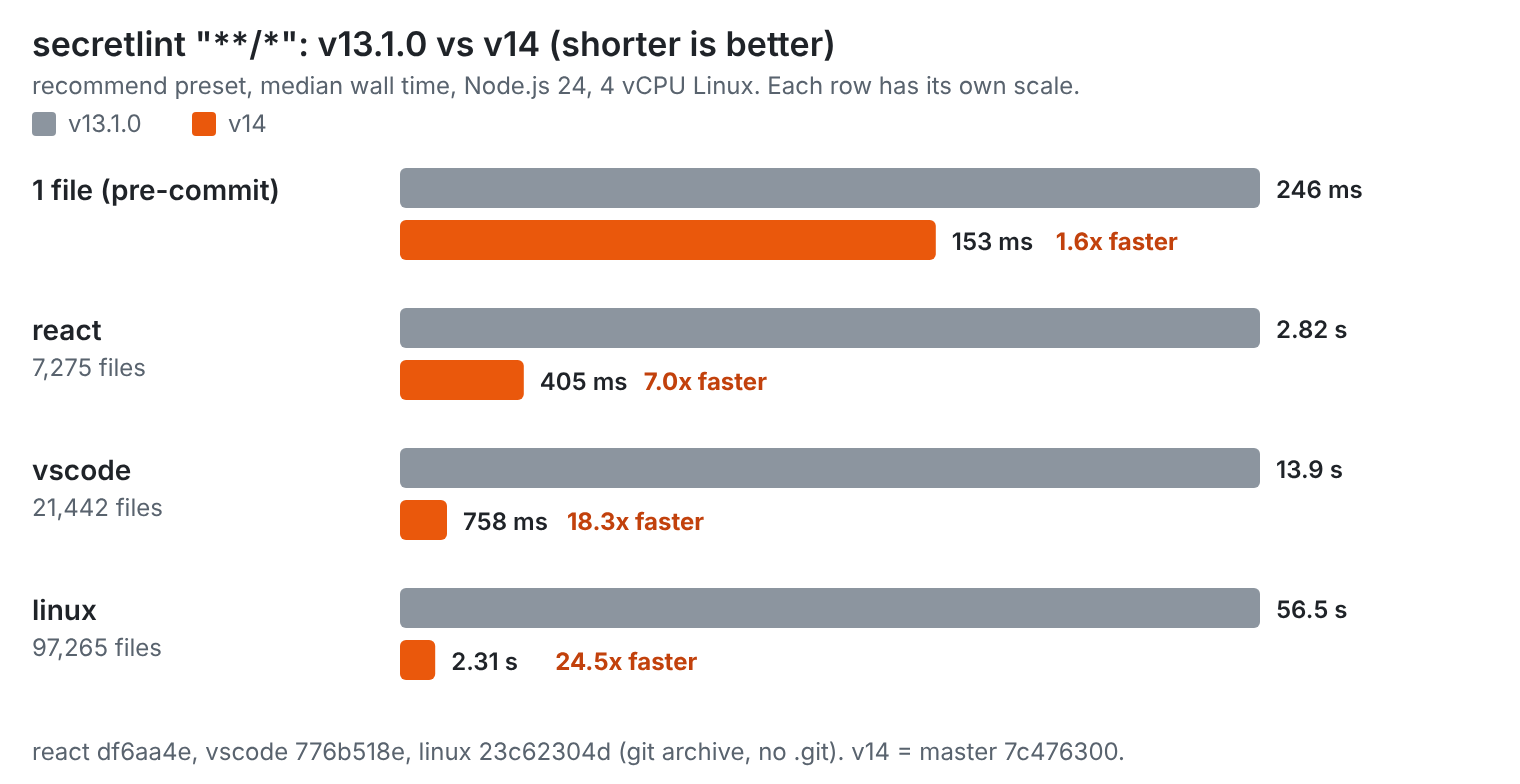 secretlint "**/*": v13.1.0 vs v14 (shorter is better)
recommend preset, median wall time, Node.js 24, 4 vCPU Linux. Each row has its own scale.
v13.1.0 v14
1 file (pre-commit) 246 ms
153 ms 1.6x faster
react 2.82 s
7,275 files 405 ms 7.0x faster
vscode 13.9 s
21,442 files 758 ms 18.3x faster
linux 56.5 s
97,265 files 2.31 s 24.5x faster
react df6aa4e, vscode 776b518e, linux 23c62304d (git archive, no .git). v14 = master 7c476300.